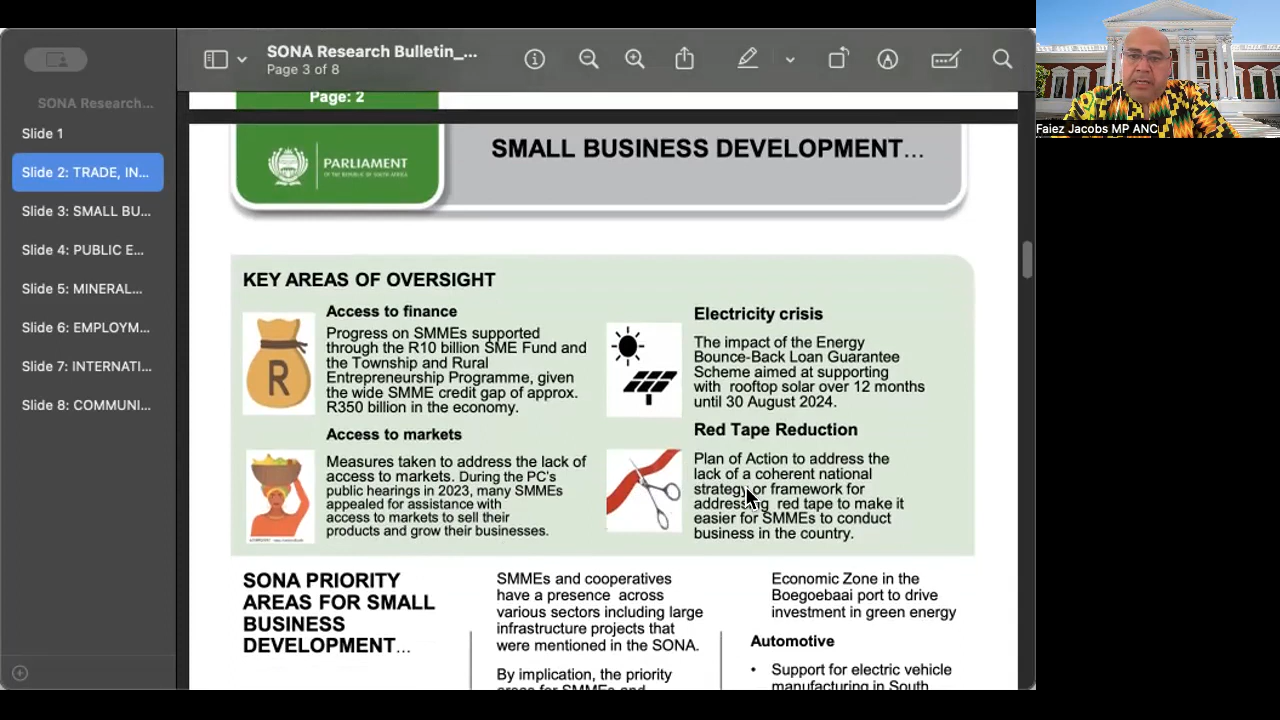 SONA Research Bulletin_...
Page 3 of 8
SONA Research...
Slide 1
Slide 2: TRADE, IN...
Slide 3: SMALL BU...
Slide 4: PUBLIC E...
Slide 5: MINERAL...
Slide 6: EMPLOYM...
Slide 7: INTERNATI...
Slide 8: COMMUNI...
Page: 2
PARLIAMENT
OF THE REPUBLIC OF SOUTH AFRICA
SMALL BUSINESS DEVELOPMENT...
KEY AREAS OF OVERSIGHT
R
Access to finance
Progress on SMMEs supported
through the R10 billion SME Fund and
the Township and Rural
Entrepreneurship Programme, given
the wide SMME credit gap of approx.
R350 billion in the economy.
Access to markets
Measures taken to address the lack of
access to markets. During the PC's
public hearings in 2023, many SMMEs
appealed for assistance with
access to markets to sell their
products and grow their businesses.
Electricity crisis
The impact of the Energy
Bounce-Back Loan Guarantee
Scheme aimed at supporting
with rooftop solar over 12 months
until 30 August 2024.
Red Tape Reduction
Plan of Action to address the
lack of a coherent national
strategy or framework for
addressing red tape to make it
easier for SMMEs to conduct
business in the country.
SONA PRIORITY
AREAS FOR SMALL
BUSINESS
DEVELOPMENT...
SMMEs and cooperatives
have a presence across
various sectors including large
infrastructure projects that
were mentioned in the SONA.
By implication, the priority
areas for SMMEs and
Economic Zone in the
Boegoebaai port to drive
investment in green energy
Automotive
• Support for electric vehicle
manufacturing in South
Faiez Jacobs MP ANC